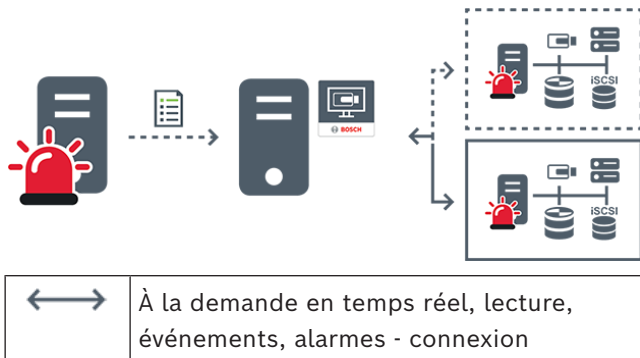 iSCSI
BOSCH
iSCSI
À la demande en temps réel, lecture,
événements, alarmes - connexion